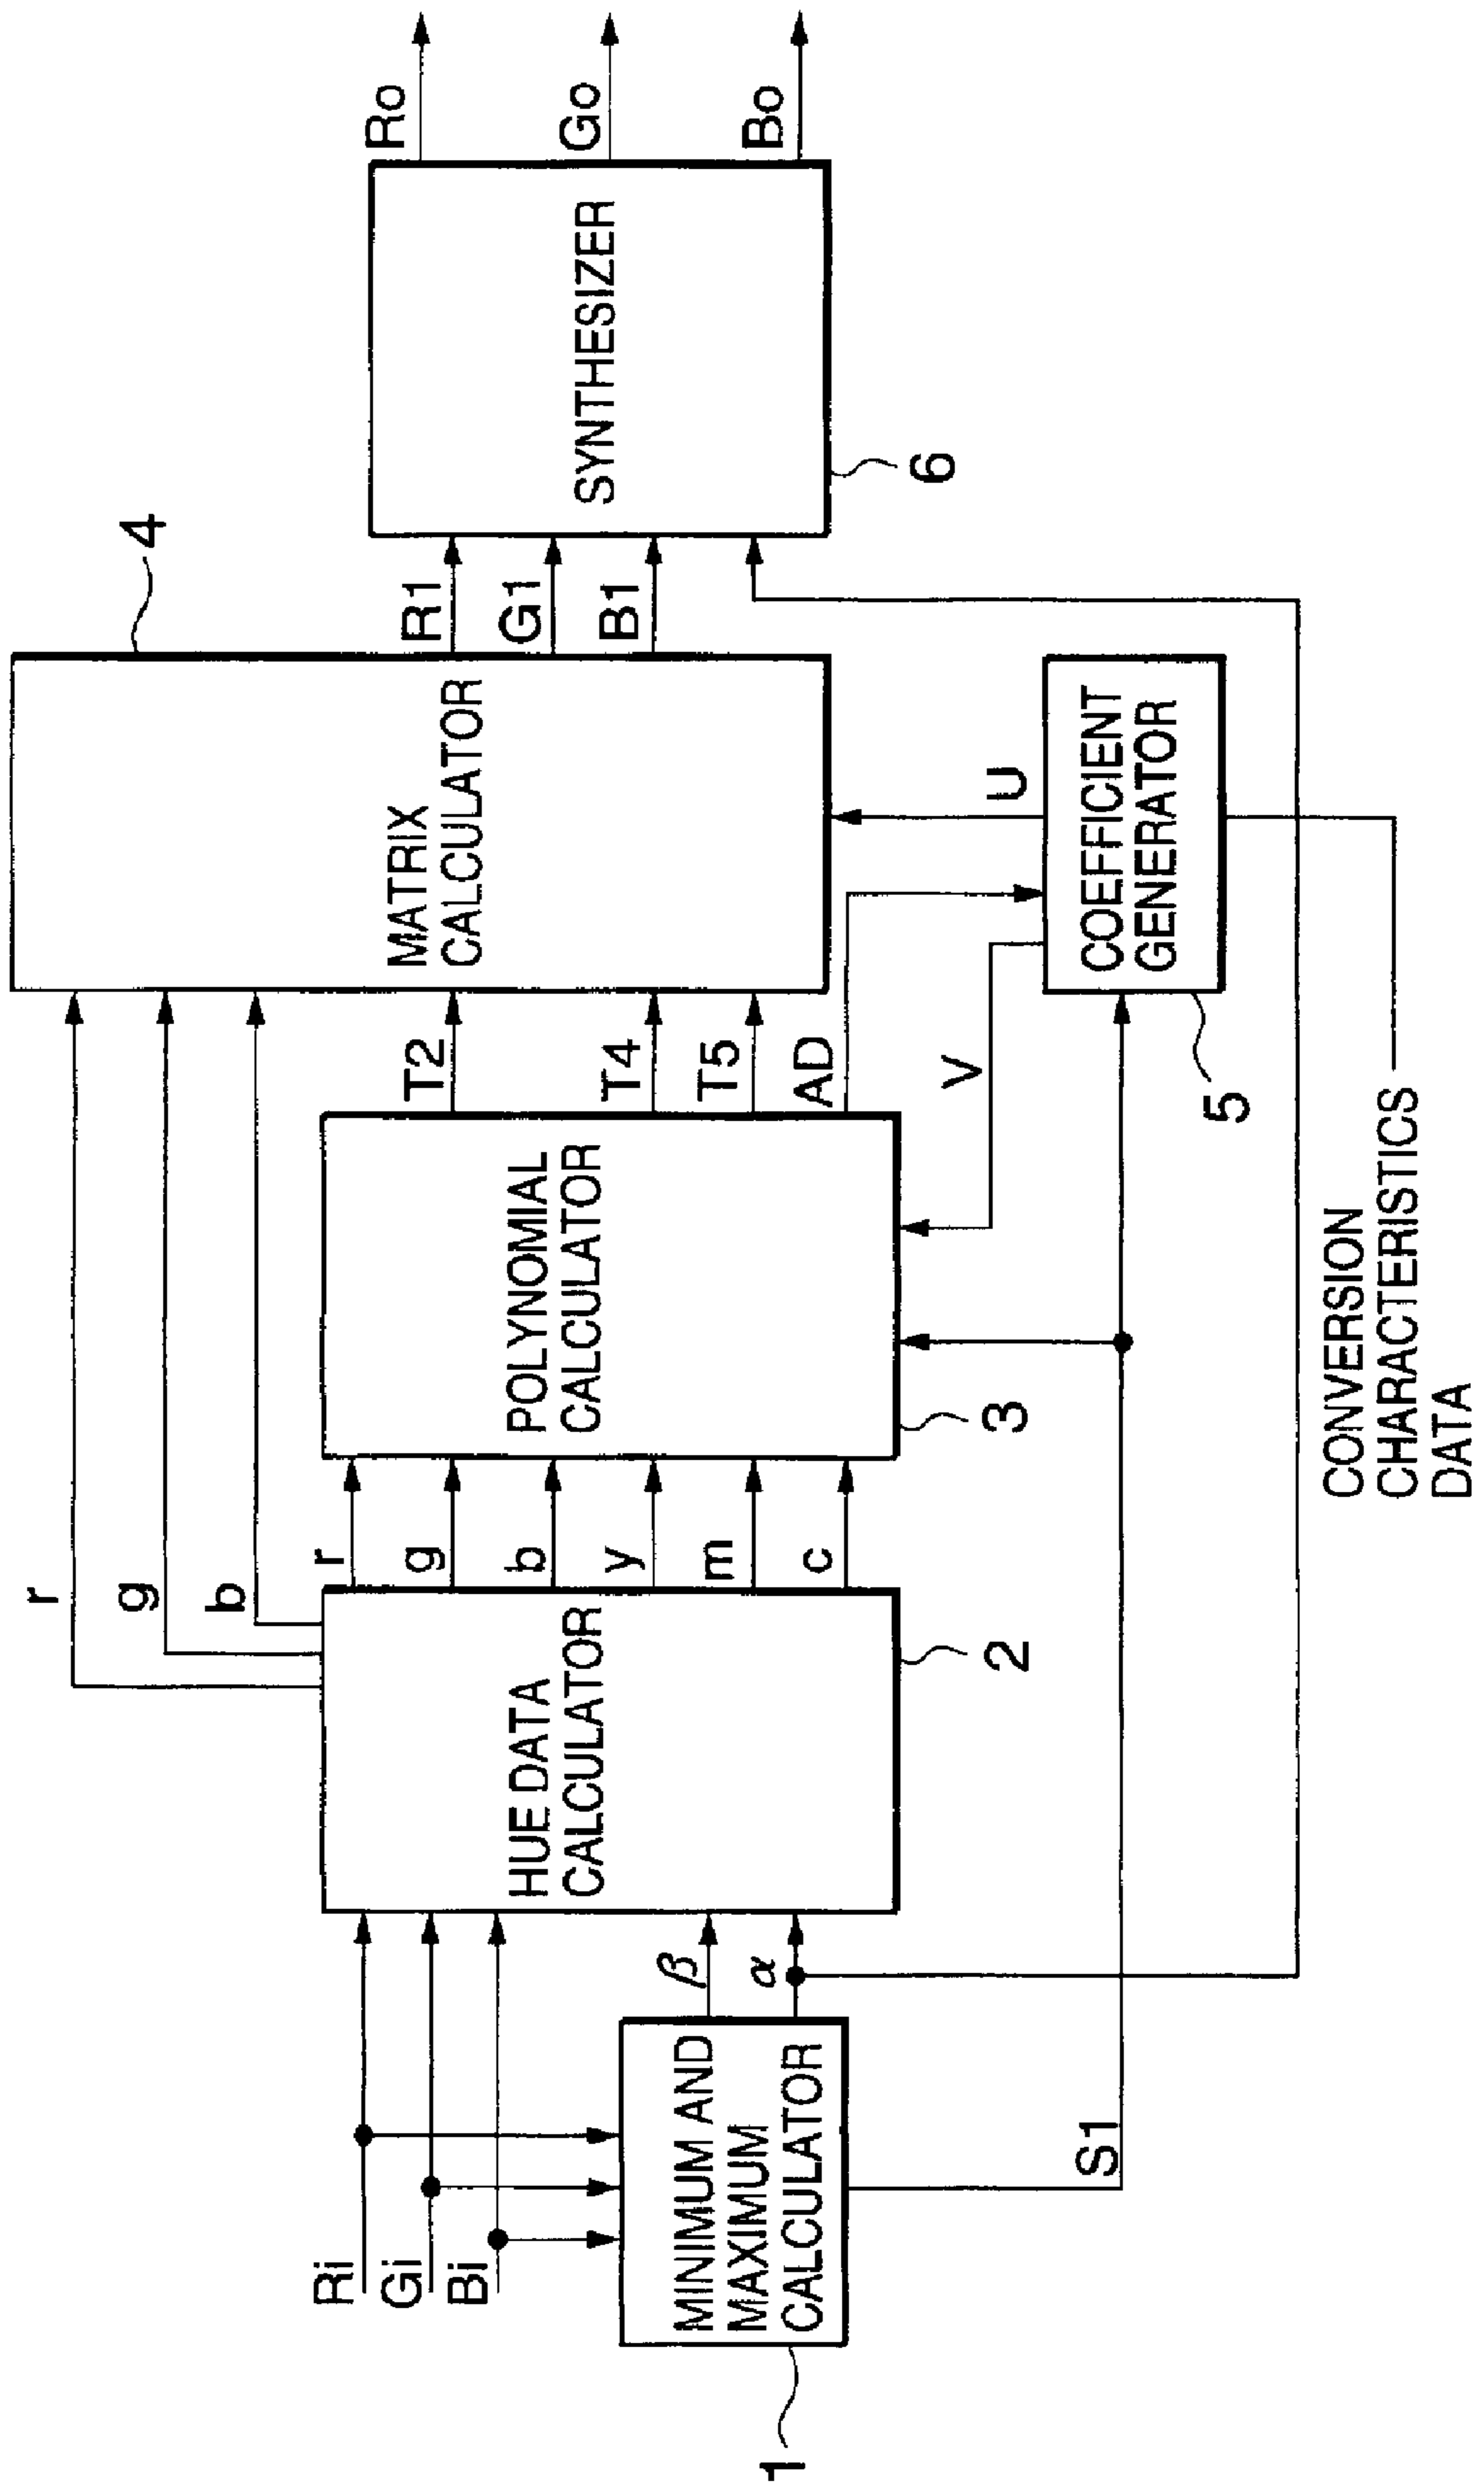 Ri
Gi
Bi
1
MINIMUM AND
MAXIMUM
CALCULATOR
β
α
S1
HUE DATA
CALCULATOR
2
r
g
b
r
g
b
y
m
c
POLYNOMIAL
CALCULATOR
3
T2
T4
T5
AD
V
MATRIX
CALCULATOR
4
U
COEFFICIENT
GENERATOR
5
CONVERSION
CHARACTERISTICS
DATA
R1
G1
B1
SYNTHESIZER
6
Ro
Go
Bo